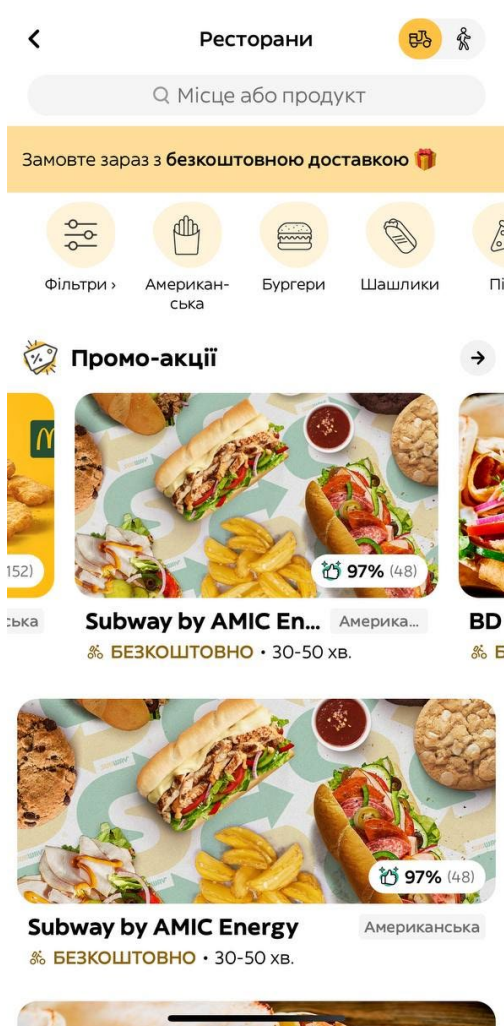 Ресторани
Місце або продукт
Замовте зараз з безкоштовною доставкою
Фільтри ›
Американ-
ська
Бургери
Шашлики
Пі
Промо-акції
152)
97% (48)
ська
Subway by AMIC En...
Америка...
BD
БЕЗКОШТОВНО • 30-50 хв.
Б
97% (48)
Subway by AMIC Energy
Американська
БЕЗКОШТОВНО • 30-50 хв.